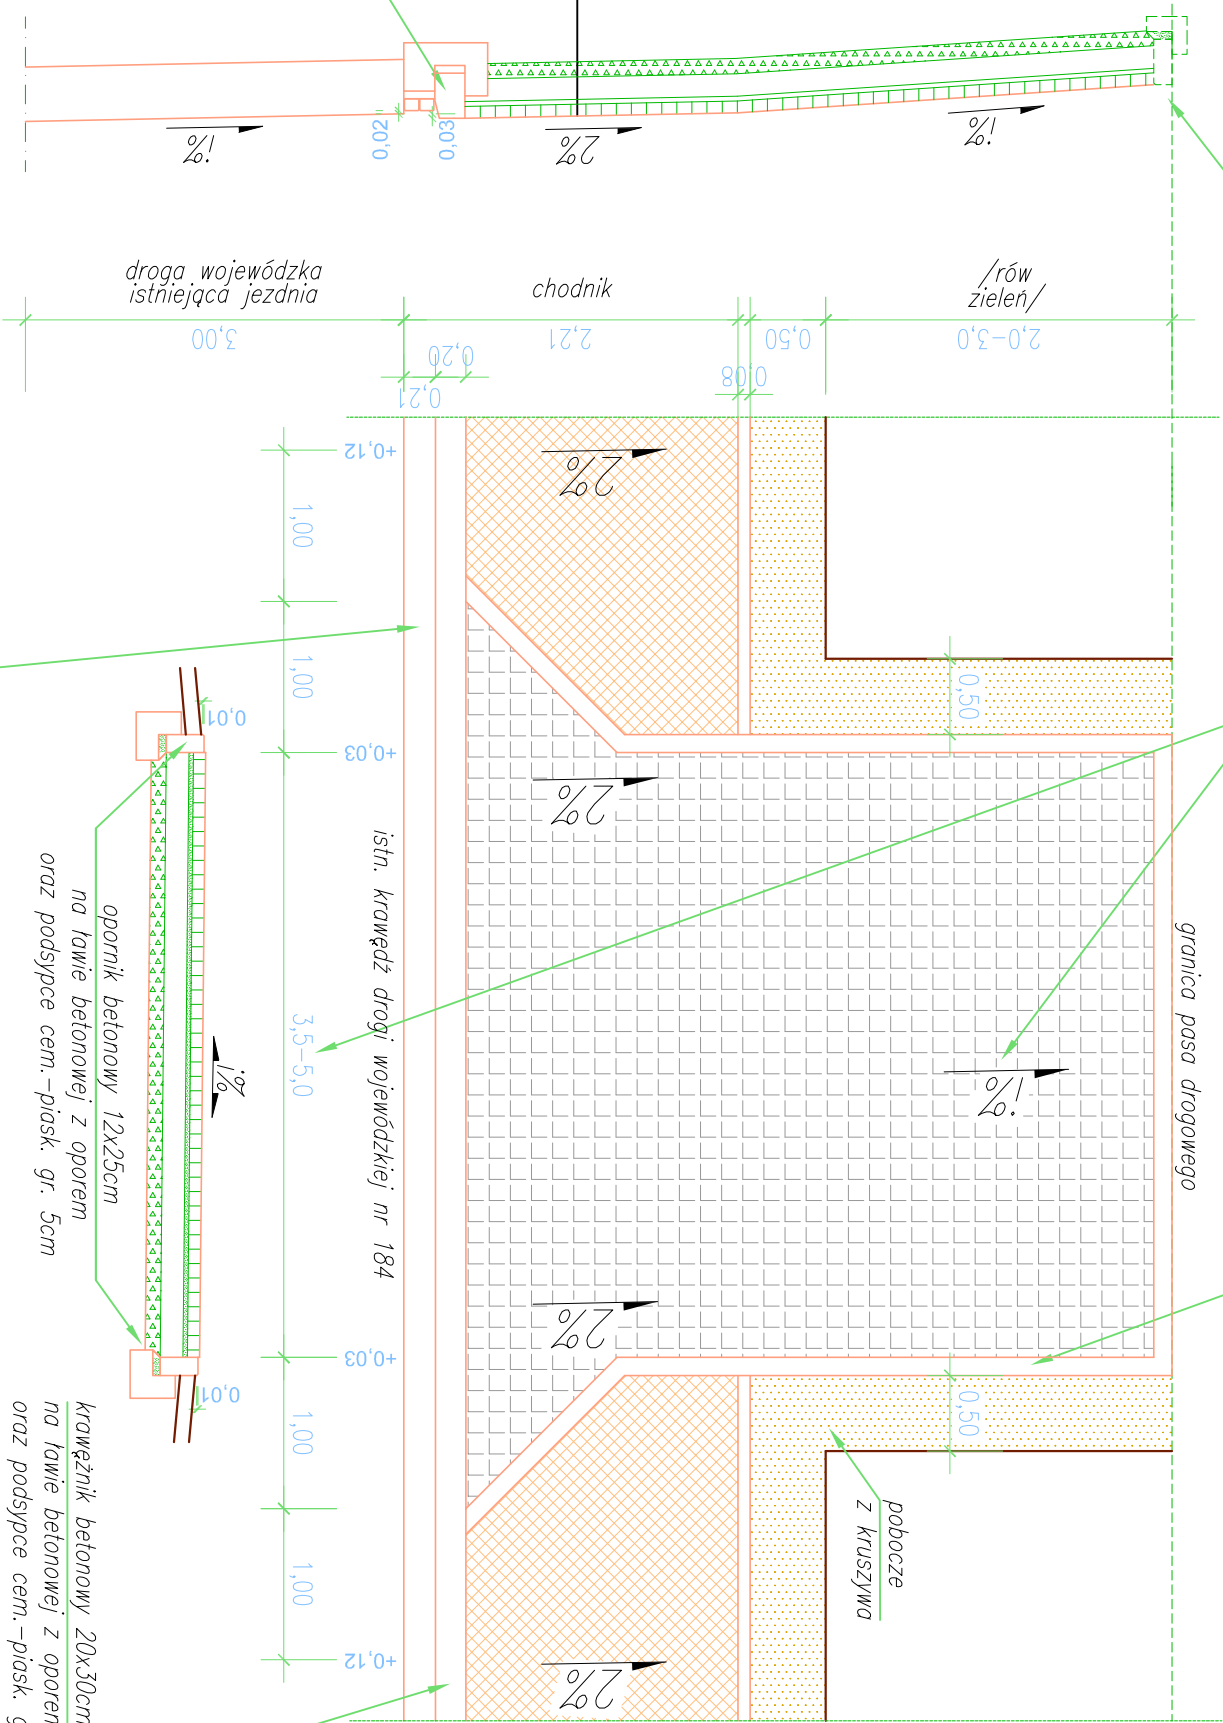 i%
0,02
0,03
2%
i%
droga wojewódzka
istniejąca jezdnia
chodnik
/rów
zieleń/
3,00
2,21
0,50
2,0-3,0
0,20
0,21
0,08
+0,12
2%
1,00
1,00
0,50
0,01
+0,03
2%
istn. krawędź drogi wojewódzkiej nr 184
granica pasa drogowego
opornik betonowy 12x25cm
na ławie betonowej z oporem
oraz podsypce cem.-piask. gr. 5cm
i%
3,5-5,0
i%
2%
+0,03
0,01
1,00
0,50
krawężnik betonowy 20x30cm
na ławie betonowej z oporem
oraz podsypce cem.-piask. g
pobocze
z kruszywa
1,00
+0,12
2%